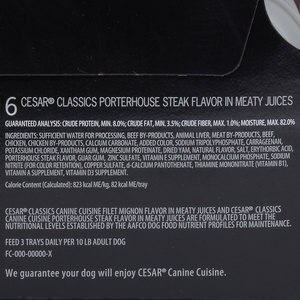 6 CESAR® CLASSICS PORTERHOUSE STEAK FLAVOR IN MEATY JUICES
GUARANTEED ANALYSIS: CRUDE PROTEIN, MIN. 8.0%; CRUDE FAT, MIN. 3.5%; CRUDE FIBER, MAX. 1.0%; MOISTURE, MAX. 82.0%
INGREDIENTS: SUFFICIENT WATER FOR PROCESSING, BEEF BY-PRODUCTS, ANIMAL LIVER, MEAT BY-PRODUCTS, BEEF,
CHICKEN, CHICKEN BY-PRODUCTS, CALCIUM CARBONATE, ADDED COLOR, SODIUM TRIPOLYPHOSPHATE, CARRAGEENAN,
POTASSIUM CHLORIDE, XANTHAN GUM, MAGNESIUM PROTEINATE, DRIED YAM, NATURAL FLAVOR, SALT, ERYTHORBIC ACID,
PORTERHOUSE STEAK FLAVOR, GUAR GUM, ZINC SULFATE, VITAMIN E SUPPLEMENT, MONOCALCIUM PHOSPHATE, SODIUM
NITRITE (for color retention), COPPER SULFATE, d-CALCIUM PANTOTHENATE, THIAMINE MONONITRATE (VITAMIN B1),
VITAMIN D3 SUPPLEMENT.
Calorie Content (Calculated): 823 kcal ME/kg, 82 kcal ME/tray
CESAR® CLASSICS CANINE CUISINE FILET MIGNON FLAVOR IN MEATY JUICES AND CESAR® CLASSICS CANINE
CUISINE PORTERHOUSE STEAK FLAVOR IN MEATY JUICES ARE FORMULATED TO MEET THE
NUTRITIONAL LEVELS ESTABLISHED BY THE AAFCO DOG FOOD NUTRIENT PROFILES FOR MAINTENANCE.
FEED 3 TRAYS DAILY PER 10 LB ADULT DOG
FC-000-00000-X
We guarantee your dog will enjoy CESAR® Canine Cuisine.